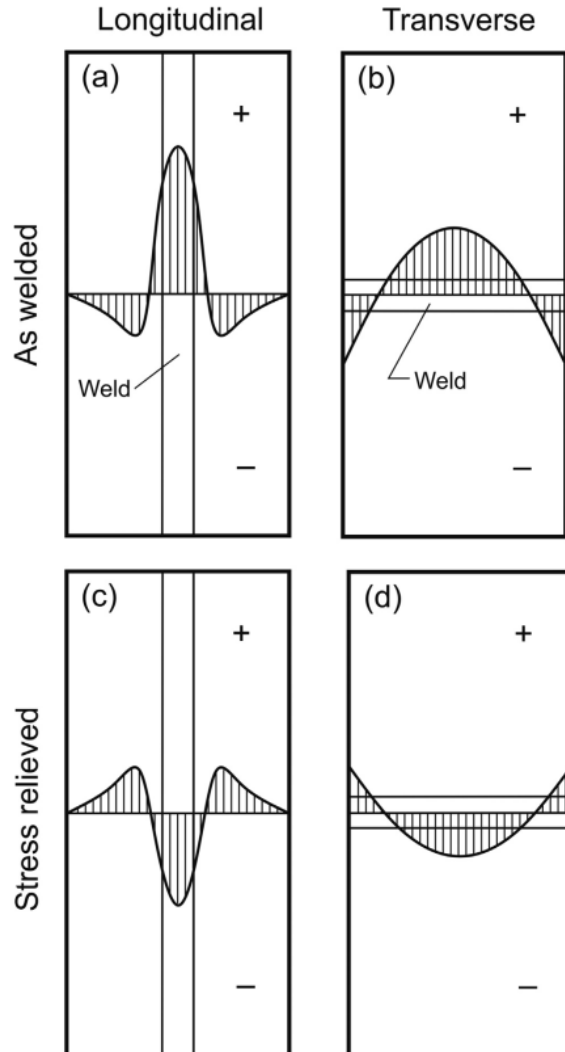 Longitudinal
Transverse
As welded
(a)
+
(b)
+
Weld
−
Weld
−
Stress relieved
(c)
+
(d)
+
−
−